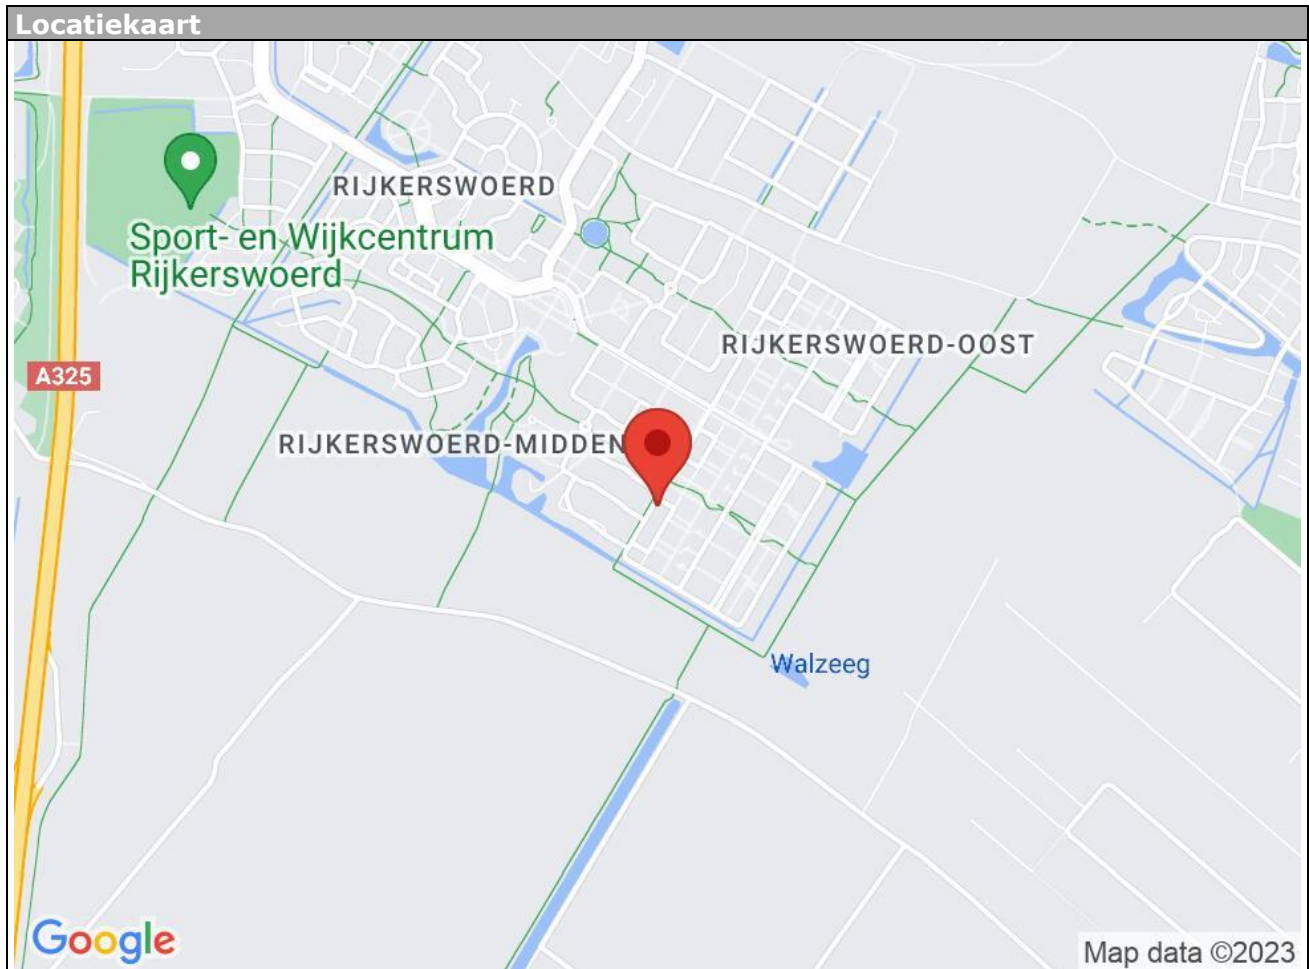 Locatiekaart
RIJKERSWOERD
Sport- en Wijkcentrum
Rijkerswoerd
RIJKERSWOERD-OOST
A325
RIJKERSWOERD-MIDDEN
Walzeeg
Google
Map data ©2023